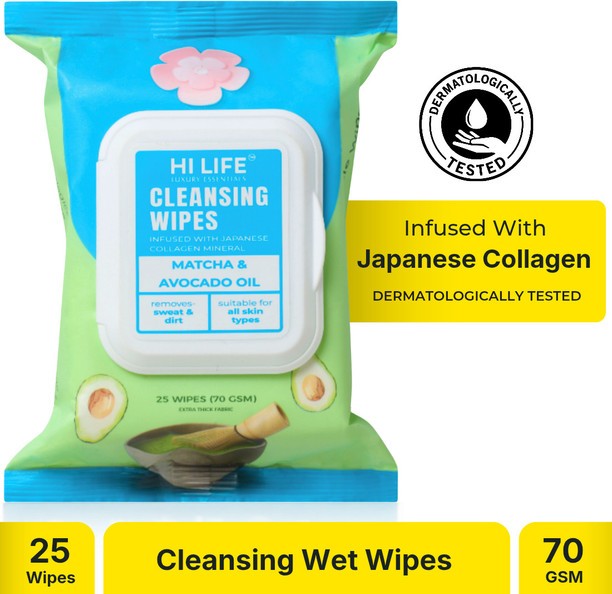 HI LIFE™
LUXURY ESSENTIALS
CLEANSING
WIPES
INFUSED WITH JAPANESE
COLLAGEN MINERAL
MATCHA &
AVOCADO OIL
removes-
sweat &
dirt
suitable for
all skin
types
25 WIPES (70 GSM)
EXTRA THICK FABRIC
DERMATOLOGICALLY
TESTED
Infused With
Japanese Collagen
DERMATOLOGICALLY TESTED
25
Wipes
Cleansing Wet Wipes
70
GSM